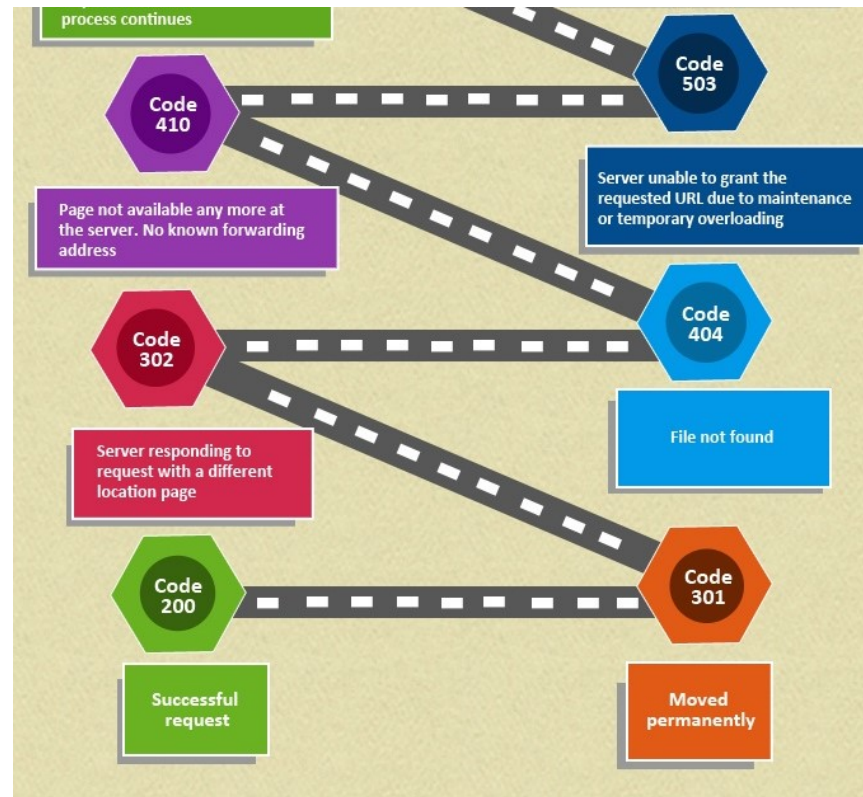 process continues
Code
503
Code
410
Server unable to grant the
requested URL due to maintenance
or temporary overloading
Page not available any more at
the server. No known forwarding
address
Code
404
Code
302
File not found
Server responding to
request with a different
location page
Code
200
Code
301
Successful
request
Moved
permanently